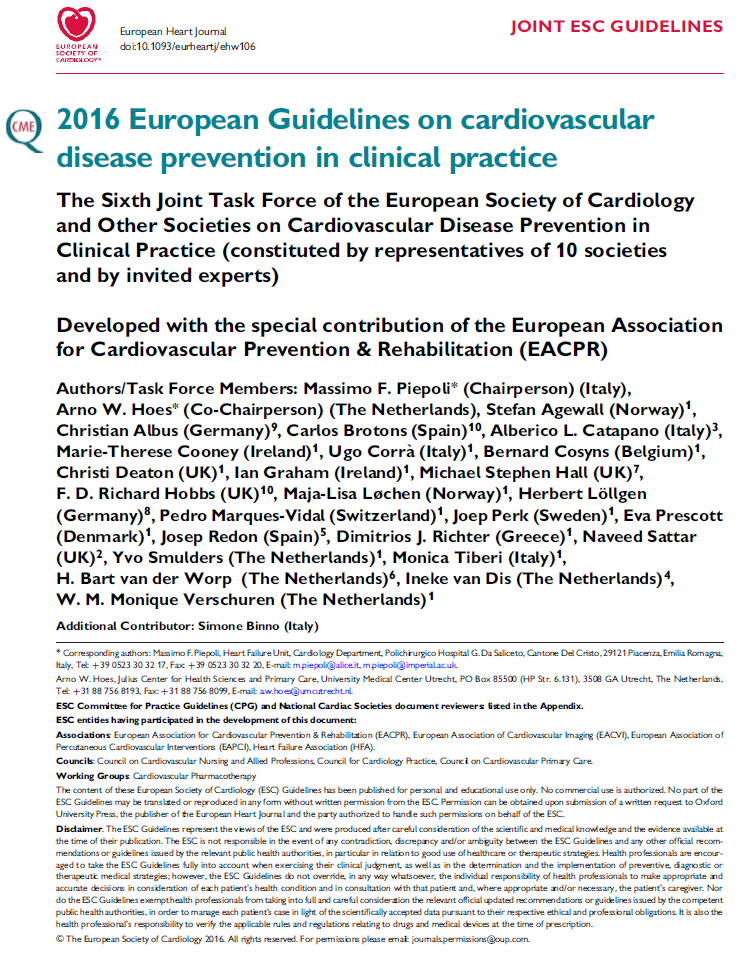 EUROPEAN
SOCIETY OF
CARDIOLOGY®
European Heart Journal
doi:10.1093/eurheartj/ehw106
JOINT ESC GUIDELINES
CME
2016 European Guidelines on cardiovascular
disease prevention in clinical practice
The Sixth Joint Task Force of the European Society of Cardiology
and Other Societies on Cardiovascular Disease Prevention in
Clinical Practice (constituted by representatives of 10 societies
and by invited experts)
Developed with the special contribution of the European Association
for Cardiovascular Prevention & Rehabilitation (EACPR)
Authors/Task Force Members: Massimo F. Piepoli* (Chairperson) (Italy),
Arno W. Hoes* (Co-Chairperson) (The Netherlands), Stefan Agewall (Norway)1,
Christian Albus (Germany)9, Carlos Brotons (Spain)10, Alberico L. Catapano (Italy)3,
Marie-Therese Cooney (Ireland)1, Ugo Corrà (Italy)1, Bernard Cosyns (Belgium)1,
Christi Deaton (UK)1, Ian Graham (Ireland)1, Michael Stephen Hall (UK)7,
F. D. Richard Hobbs (UK)10, Maja-Lisa Løchen (Norway)1, Herbert Löllgen
(Germany)8, Pedro Marques-Vidal (Switzerland)1, Joep Perk (Sweden)1, Eva Prescott
(Denmark)1, Josep Redon (Spain)5, Dimitrios J. Richter (Greece)1, Naveed Sattar
(UK)2, Yvo Smulders (The Netherlands)1, Monica Tiberi (Italy)1,
H. Bart van der Worp (The Netherlands)6, Ineke van Dis (The Netherlands)4,
W. M. Monique Verschuren (The Netherlands)1
Additional Contributor: Simone Binno (Italy)
* Corresponding authors: Massimo F. Piepoli, Heart Failure Unit, Cardiology Department, Polichirurgico Hospital G. Da Saliceto, Cantone Del Cristo, 29121 Piacenza, Emilia Romagna,
Italy, Tel: +39 0523 30 32 17, Fax: +39 0523 30 32 20, E-mail: m.piepoli@alice.it, m.piepoli@imperial.ac.uk.
Arno W. Hoes, Julius Center for Health Sciences and Primary Care, University Medical Center Utrecht, PO Box 85500 (HP Str. 6.131), 3508 GA Utrecht, The Netherlands,
Tel: +31 88 756 8193, Fax: +31 88 756 8099, E-mail: a.w.hoes@umcutrecht.nl.
ESC Committee for Practice Guidelines (CPG) and National Cardiac Societies document reviewers: listed in the Appendix.
ESC entities having participated in the development of this document:
Associations: European Association for Cardiovascular Prevention & Rehabilitation (EACPR), European Association of Cardiovascular Imaging (EACVI), European Association of
Percutaneous Cardiovascular Interventions (EAPCI), Heart Failure Association (HFA).
Councils: Council on Cardiovascular Nursing and Allied Professions, Council for Cardiology Practice, Council on Cardiovascular Primary Care.
Working Groups: Cardiovascular Pharmacotherapy
The content of these European Society of Cardiology (ESC) Guidelines has been published for personal and educational use only. No commercial use is authorized. No part of the
ESC Guidelines may be translated or reproduced in any form without written permission from the ESC. Permission can be obtained upon submission of a written request to Oxford
University Press, the publisher of the European Heart Journal and the party authorized to handle such permissions on behalf of the ESC.
Disclaimer. The ESC Guidelines represent the views of the ESC and were produced after careful consideration of the scientific and medical knowledge and the evidence available at
the time of their publication. The ESC is not responsible in the event of any contradiction, discrepancy and/or ambiguity between the ESC Guidelines and any other official recom-
mendations or guidelines issued by the relevant public health authorities, in particular in relation to good use of healthcare or therapeutic strategies. Health professionals are encour-
aged to take the ESC Guidelines fully into account when exercising their clinical judgment, as well as in the determination and the implementation of preventive, diagnostic or
therapeutic medical strategies; however, the ESC Guidelines do not override, in any way whatsoever, the individual responsibility of health professionals to make appropriate and
accurate decisions in consideration of each patient's health condition and in consultation with that patient and, where appropriate and/or necessary, the patient's caregiver. Nor
do the ESC Guidelines exempt health professionals from taking into full and careful consideration the relevant official updated recommendations or guidelines issued by the competent
public health authorities, in order to manage each patient's case in light of the scientifically accepted data pursuant to their respective ethical and professional obligations. It is also the
health professional's responsibility to verify the applicable rules and regulations relating to drugs and medical devices at the time of prescription.
© The European Society of Cardiology 2016. All rights reserved. For permissions please email: journals.permissions@oup.com.